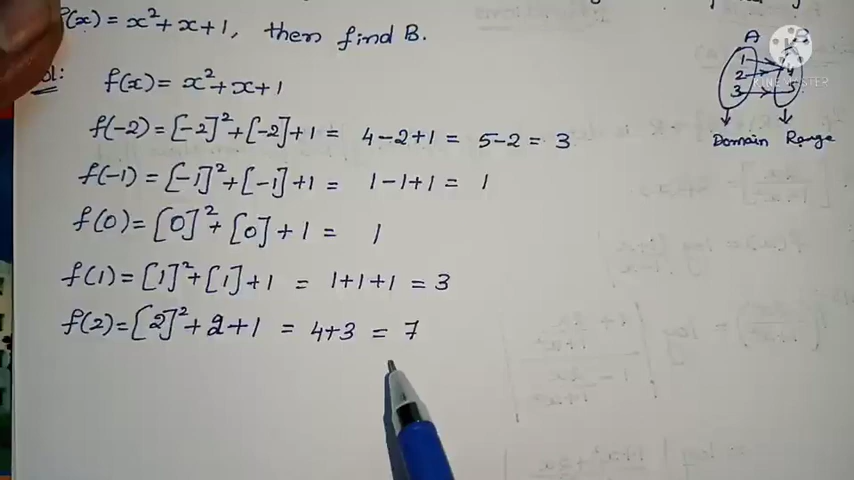 f(x) = x² + x + 1, then find B.
f(x) = x² + x + 1
f(-2) = [-2]² + [-2] + 1 = 4 - 2 + 1 = 5 - 2 = 3
f(-1) = [-1]² + [-1] + 1 = 1 - 1 + 1 = 1
f(0) = [0]² + [0] + 1 = 1
f(1) = [1]² + [1] + 1 = 1 + 1 + 1 = 3
f(2) = [2]² + 2 + 1 = 4 + 3 = 7
A
1
2
3
4
5
Domain Range